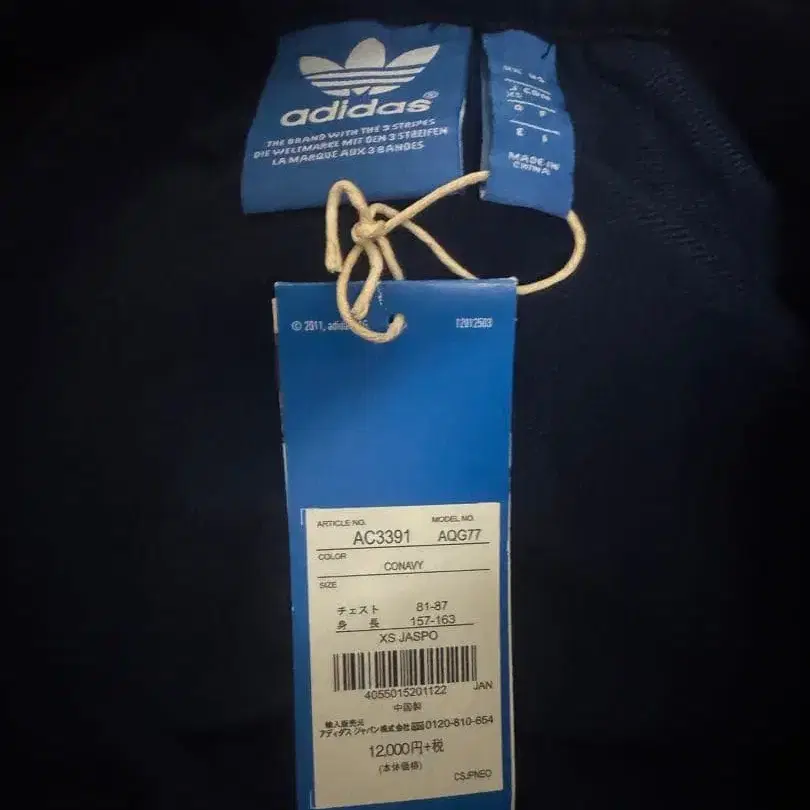 adidas®
THE BRAND WITH THE 3 STRIPES
DIE WELTMARKE MIT DEN 3 STREIFEN
LA MARQUE AUX 3 BANDES
MADE IN
CHINA
© 2011, adidas 12012503
ARTICLE NO. MODEL NO.
AC3391 AQG77
COLOR
CONAVY
SIZE
チェスト 81-87
身 長 157-163
XS JASPO
4055015201122 JAN
中国製
輸入販売元
アディダス ジャパン株式会社 0120-810-654
12,000円+税
(本体価格)
CSJPNEO